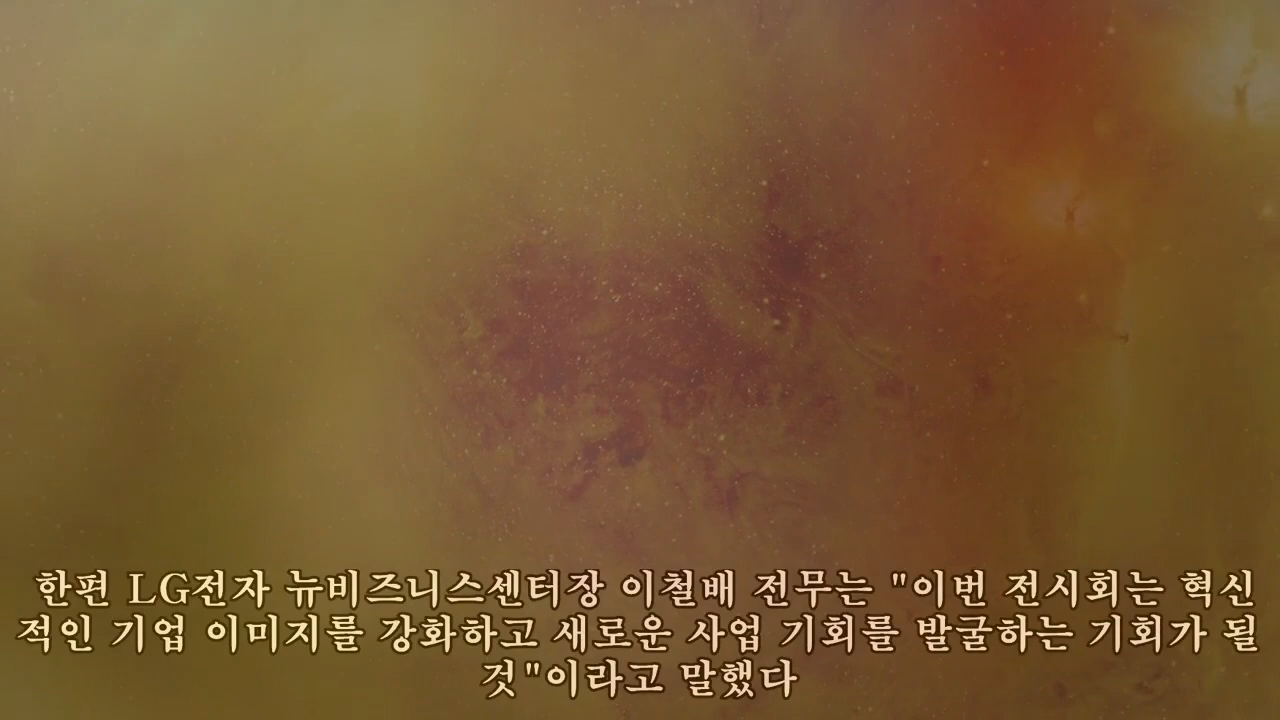 한편 LG전자 뉴비즈니스센터장 이철배 전무는 "이번 전시회는 혁신
적인 기업 이미지를 강화하고 새로운 사업 기회를 발굴하는 기회가 될
것"이라고 말했다